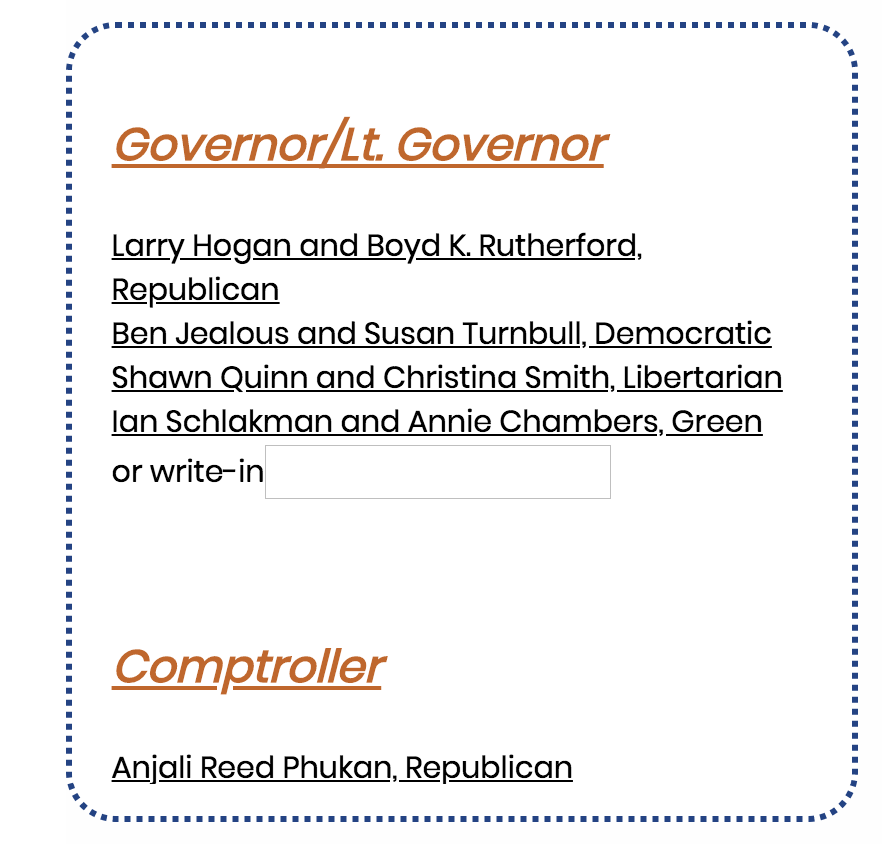 Governor/Lt. Governor
Larry Hogan and Boyd K. Rutherford,
Republican
Ben Jealous and Susan Turnbull, Democratic
Shawn Quinn and Christina Smith, Libertarian
Ian Schlakman and Annie Chambers, Green
or write-in
Comptroller
Anjali Reed Phukan, Republican